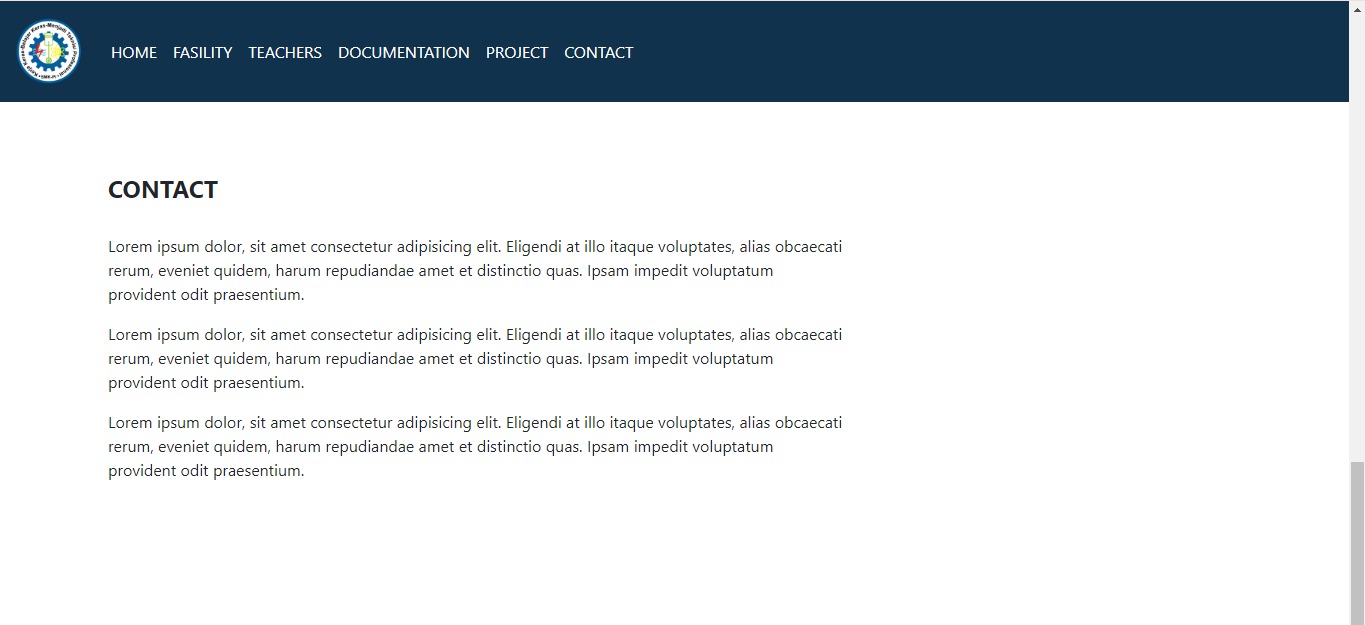 HOME FASILITY TEACHERS DOCUMENTATION PROJECT CONTACT
CONTACT
Lorem ipsum dolor, sit amet consectetur adipisicing elit. Eligendi at illo itaque voluptates, alias obcaecati
rerum, eveniet quidem, harum repudiandae amet et distinctio quas. Ipsam impedit voluptatum
provident odit praesentium.
Lorem ipsum dolor, sit amet consectetur adipisicing elit. Eligendi at illo itaque voluptates, alias obcaecati
rerum, eveniet quidem, harum repudiandae amet et distinctio quas. Ipsam impedit voluptatum
provident odit praesentium.
Lorem ipsum dolor, sit amet consectetur adipisicing elit. Eligendi at illo itaque voluptates, alias obcaecati
rerum, eveniet quidem, harum repudiandae amet et distinctio quas. Ipsam impedit voluptatum
provident odit praesentium.